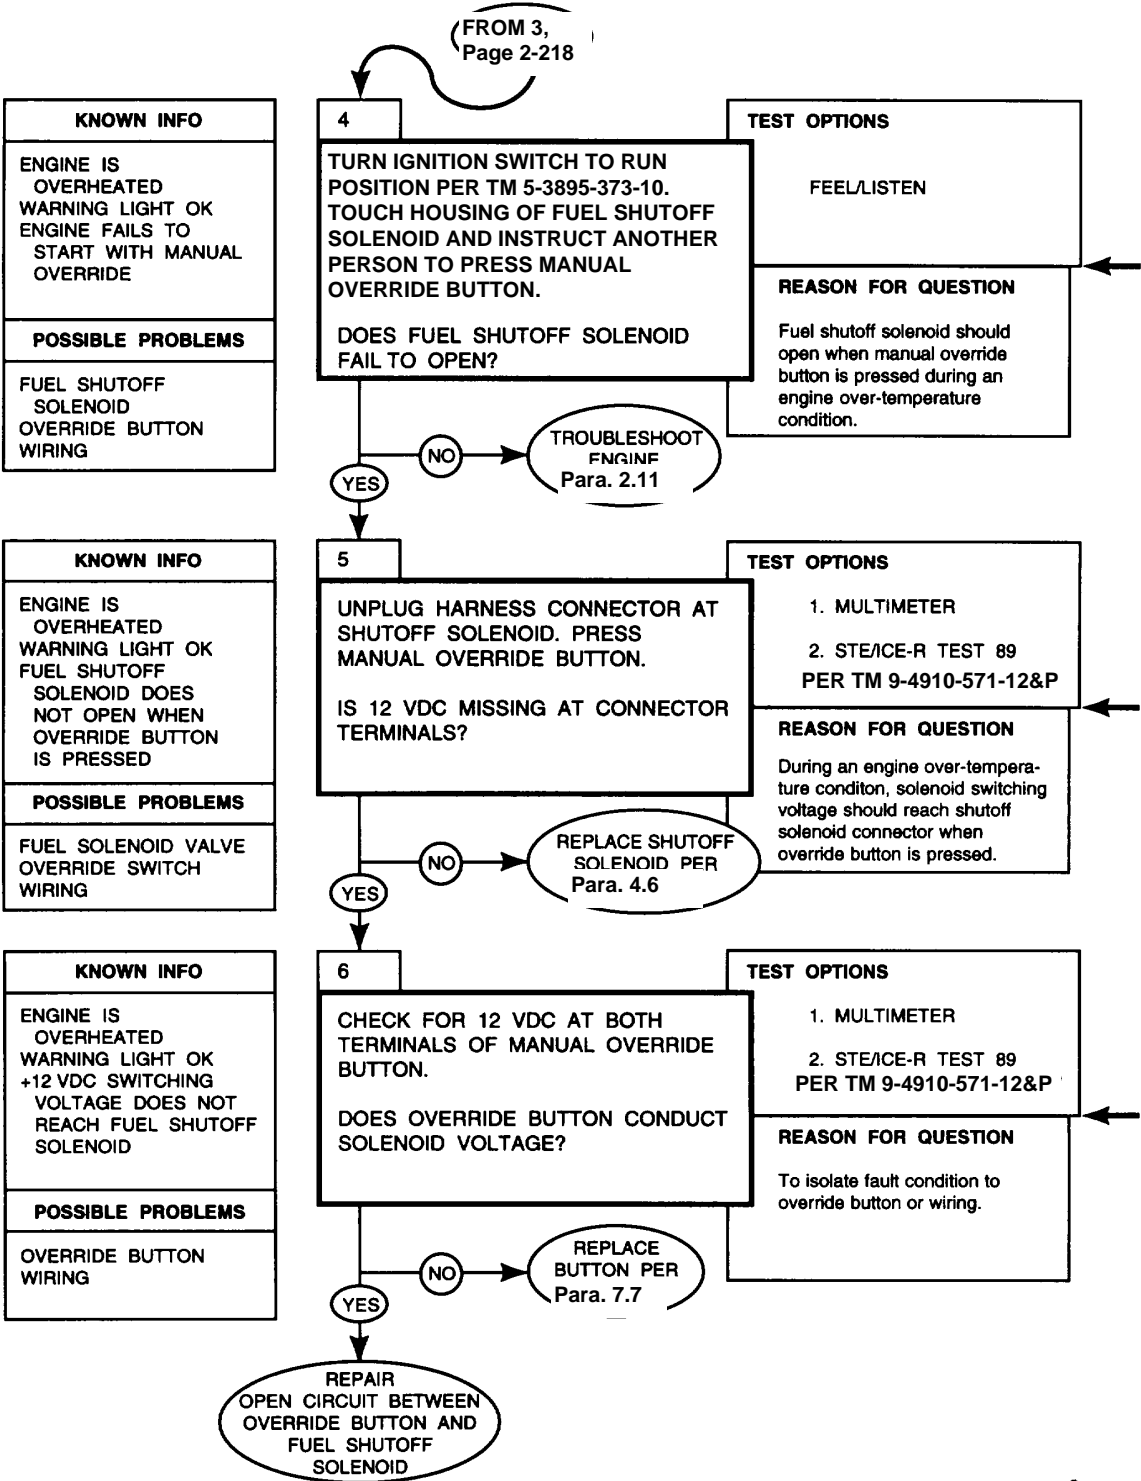 FROM 3,
Page 2-218
KNOWN INFO
ENGINE IS
OVERHEATED
WARNING LIGHT OK
ENGINE FAILS TO
START WITH MANUAL
OVERRIDE
POSSIBLE PROBLEMS
FUEL SHUTOFF
SOLENOID
OVERRIDE BUTTON
WIRING
4
TURN IGNITION SWITCH TO RUN
POSITION PER TM 5-3895-373-10.
TOUCH HOUSING OF FUEL SHUTOFF
SOLENOID AND INSTRUCT ANOTHER
PERSON TO PRESS MANUAL
OVERRIDE BUTTON.
DOES FUEL SHUTOFF SOLENOID
FAIL TO OPEN?
TEST OPTIONS
FEEL/LISTEN
REASON FOR QUESTION
Fuel shutoff solenoid should
open when manual override
button is pressed during an
engine over-temperature
condition.
NO
TROUBLESHOOT
ENGINE
Para. 2.11
YES
KNOWN INFO
ENGINE IS
OVERHEATED
WARNING LIGHT OK
FUEL SHUTOFF
SOLENOID DOES
NOT OPEN WHEN
OVERRIDE BUTTON
IS PRESSED
POSSIBLE PROBLEMS
FUEL SOLENOID VALVE
OVERRIDE SWITCH
WIRING
5
UNPLUG HARNESS CONNECTOR AT
SHUTOFF SOLENOID. PRESS
MANUAL OVERRIDE BUTTON.
IS 12 VDC MISSING AT CONNECTOR
TERMINALS?
TEST OPTIONS
1. MULTIMETER
2. STE/ICE-R TEST 89
PER TM 9-4910-571-12&P
REASON FOR QUESTION
During an engine over-tempera-
ture conditon, solenoid switching
voltage should reach shutoff
solenoid connector when
override button is pressed.
NO
REPLACE SHUTOFF
SOLENOID PER
Para. 4.6
YES
KNOWN INFO
ENGINE IS
OVERHEATED
WARNING LIGHT OK
+12 VDC SWITCHING
VOLTAGE DOES NOT
REACH FUEL SHUTOFF
SOLENOID
POSSIBLE PROBLEMS
OVERRIDE BUTTON
WIRING
6
CHECK FOR 12 VDC AT BOTH
TERMINALS OF MANUAL OVERRIDE
BUTTON.
DOES OVERRIDE BUTTON CONDUCT
SOLENOID VOLTAGE?
TEST OPTIONS
1. MULTIMETER
2. STE/ICE-R TEST 89
PER TM 9-4910-571-12&P
REASON FOR QUESTION
To isolate fault condition to
override button or wiring.
NO
REPLACE
BUTTON PER
Para. 7.7
YES
REPAIR
OPEN CIRCUIT BETWEEN
OVERRIDE BUTTON AND
FUEL SHUTOFF
SOLENOID